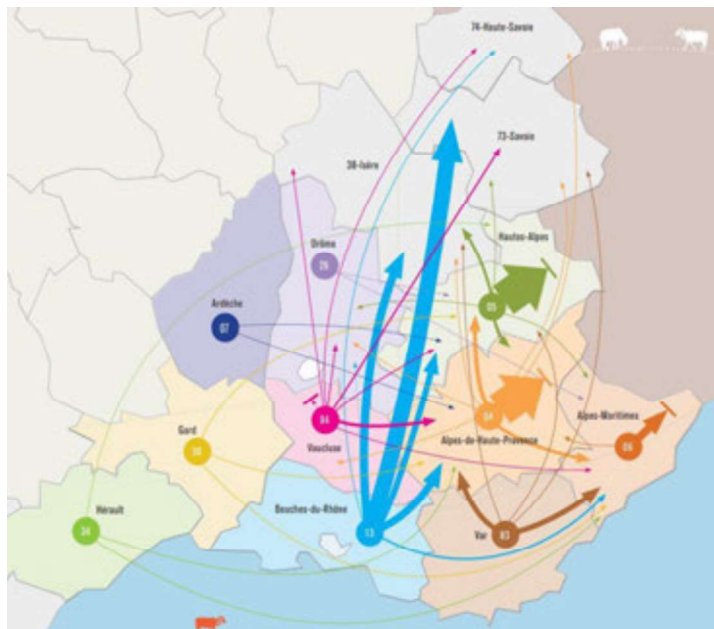 74-Haute-Savoie
73-Savoie
38-Isère
Hautes-Alpes
Drôme
26
05
Ardèche
07
84
04
Alpes-Maritimes
Gard
30
Vaucluse
Alpes-de-Haute-Provence
06
Hérault
34
Bouches-du-Rhône
13
Var
83